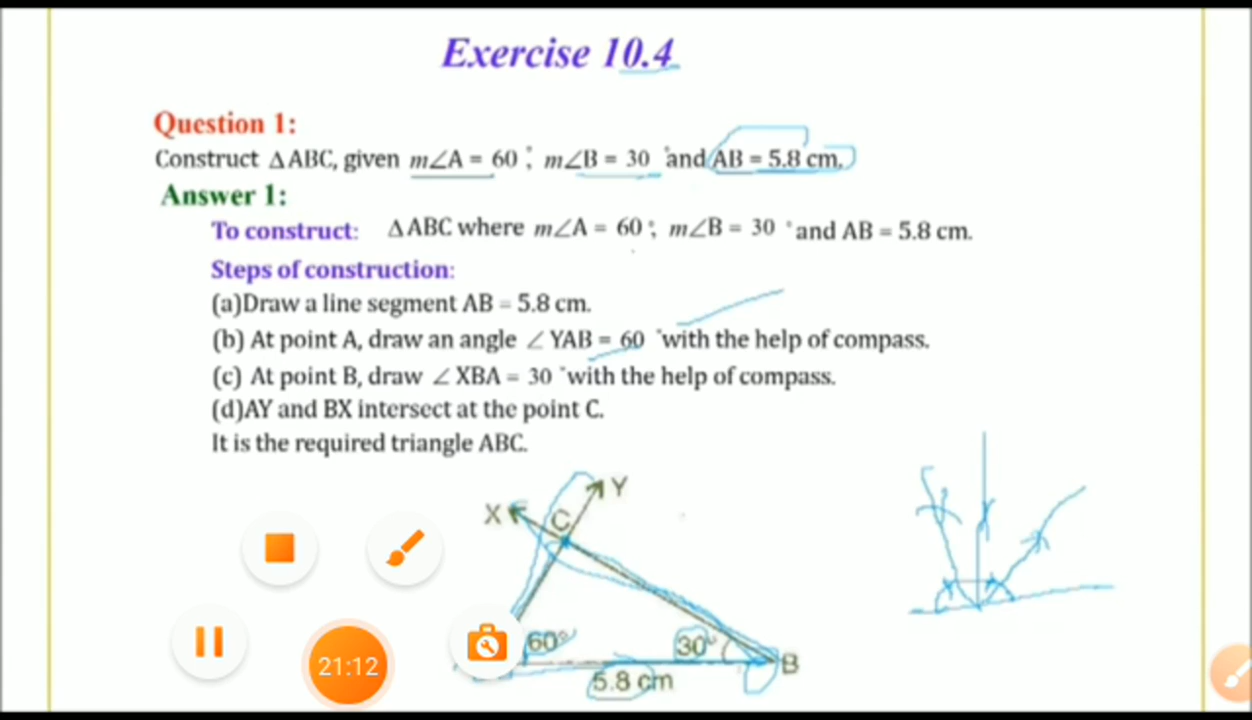 Exercise 10.4
Question 1:
Construct ΔABC, given m∠A = 60°; m∠B = 30° and AB = 5.8 cm.
Answer 1:
To construct: ΔABC where m∠A = 60°; m∠B = 30° and AB = 5.8 cm.
Steps of construction:
(a)Draw a line segment AB = 5.8 cm.
(b) At point A, draw an angle ∠YAB = 60° with the help of compass.
(c) At point B, draw ∠XBA = 30° with the help of compass.
(d)AY and BX intersect at the point C.
It is the required triangle ABC.
Y
X
C
60°
30°
B
5.8 cm
21:12